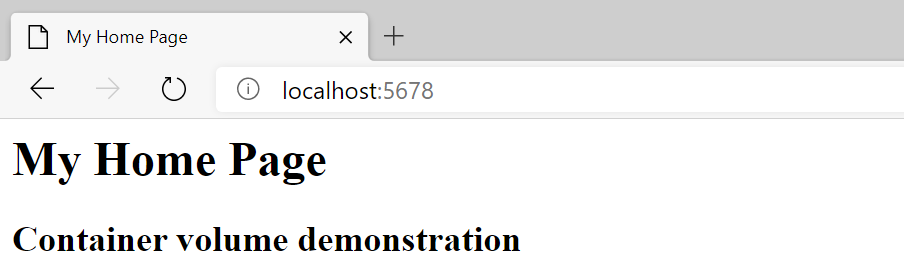 My Home Page
localhost:5678
My Home Page
Container volume demonstration